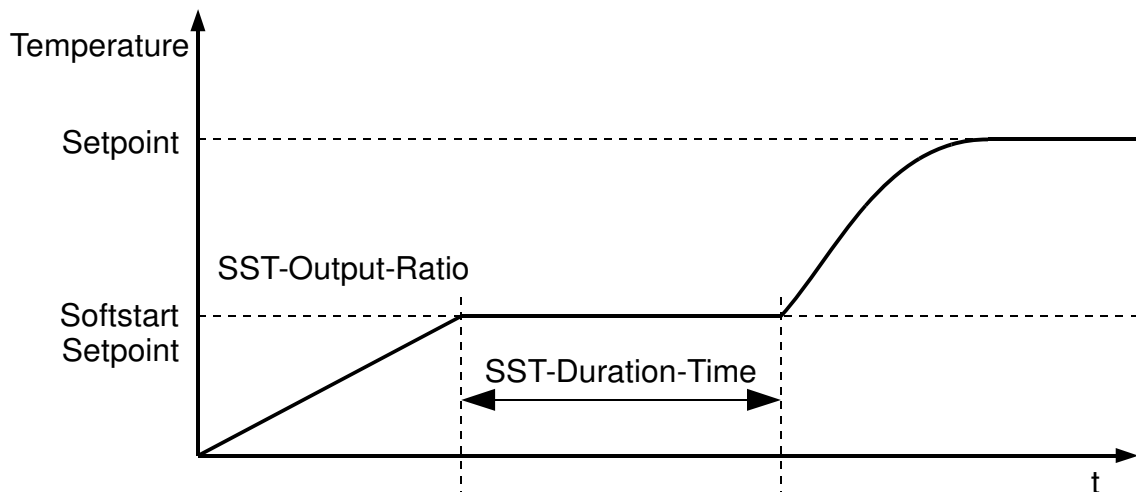 Temperature
Setpoint
SST-Output-Ratio
Softstart
Setpoint
SST-Duration-Time
t